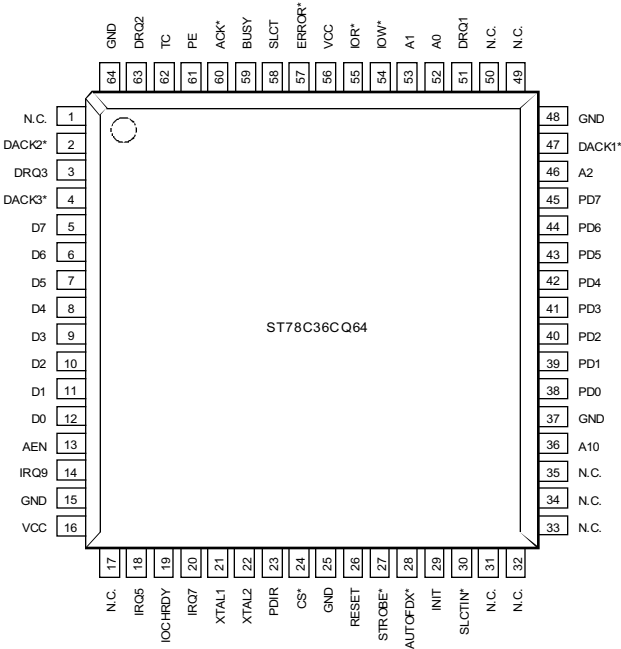 GND DRQ2 TC PE ACK* BUSY SLCT ERROR* VCC IOR* IOW* A1 A0 DRQ1 N.C. N.C.
64 63 62 61 60 59 58 57 56 55 54 53 52 51 50 49
N.C. 1 48 GND
DACK2* 2 47 DACK1*
DRQ3 3 46 A2
DACK3* 4 45 PD7
D7 5 44 PD6
D6 6 43 PD5
D5 7 42 PD4
D4 8 41 PD3
D3 9 40 PD2
D2 10 39 PD1
D1 11 38 PD0
D0 12 37 GND
AEN 13 36 A10
IRQ9 14 35 N.C.
GND 15 34 N.C.
VCC 16 33 N.C.
ST78C36CQ64
17 18 19 20 21 22 23 24 25 26 27 28 29 30 31 32
N.C. IRQ5 IOCHRDY IRQ7 XTAL1 XTAL2 PDIR CS* GND RESET STROBE* AUTOFDX* INIT SLCTIN* N.C. N.C.